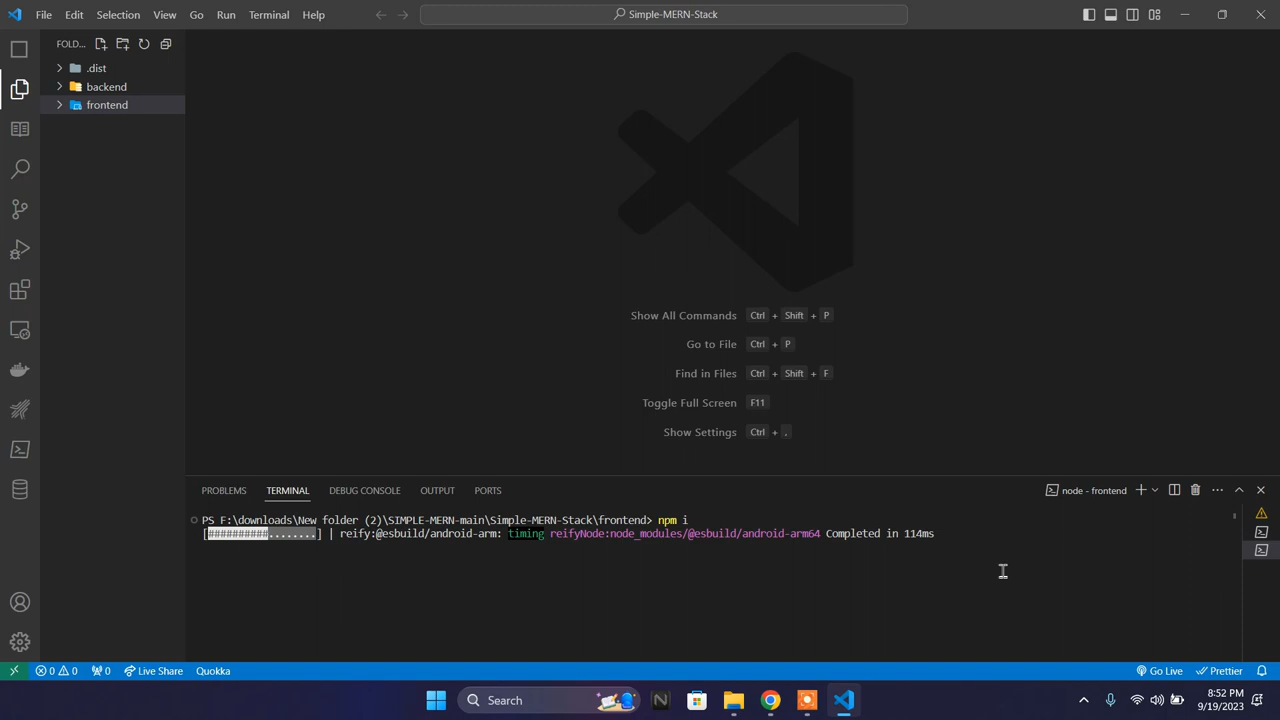 File Edit Selection View Go Run Terminal Help
Simple-MERN-Stack
FOLD...
.dist
backend
frontend
Show All Commands Ctrl + Shift + P
Go to File Ctrl + P
Find in Files Ctrl + Shift + F
Toggle Full Screen F11
Show Settings Ctrl + ,
PROBLEMS TERMINAL DEBUG CONSOLE OUTPUT PORTS
node - frontend
PS F:\downloads\New folder (2)\SIMPLE-MERN-main\Simple-MERN-Stack\frontend> npm i
[##########........] | reify:@esbuild/android-arm: timing reifyNode:node_modules/@esbuild/android-arm64 Completed in 114ms
0 0 0 Live Share Quokka
Go Live Prettier
Search
8:52 PM
9/19/2023